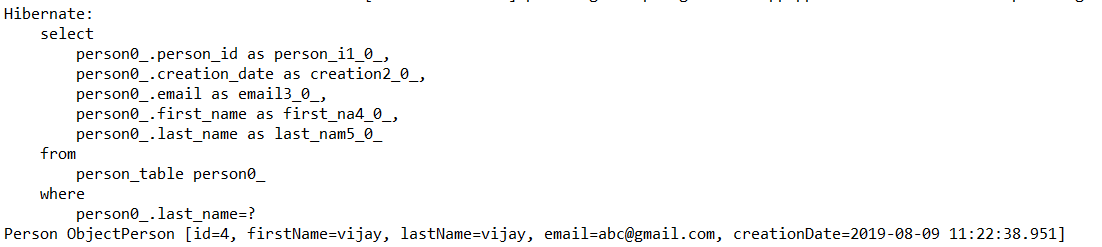 Hibernate:
    select
        person0_.person_id as person_i1_0_,
        person0_.creation_date as creation2_0_,
        person0_.email as email3_0_,
        person0_.first_name as first_na4_0_,
        person0_.last_name as last_nam5_0_
    from
        person_table person0_
    where
        person0_.last_name=?
Person ObjectPerson [id=4, firstName=vijay, lastName=vijay, email=abc@gmail.com, creationDate=2019-08-09 11:22:38.951]